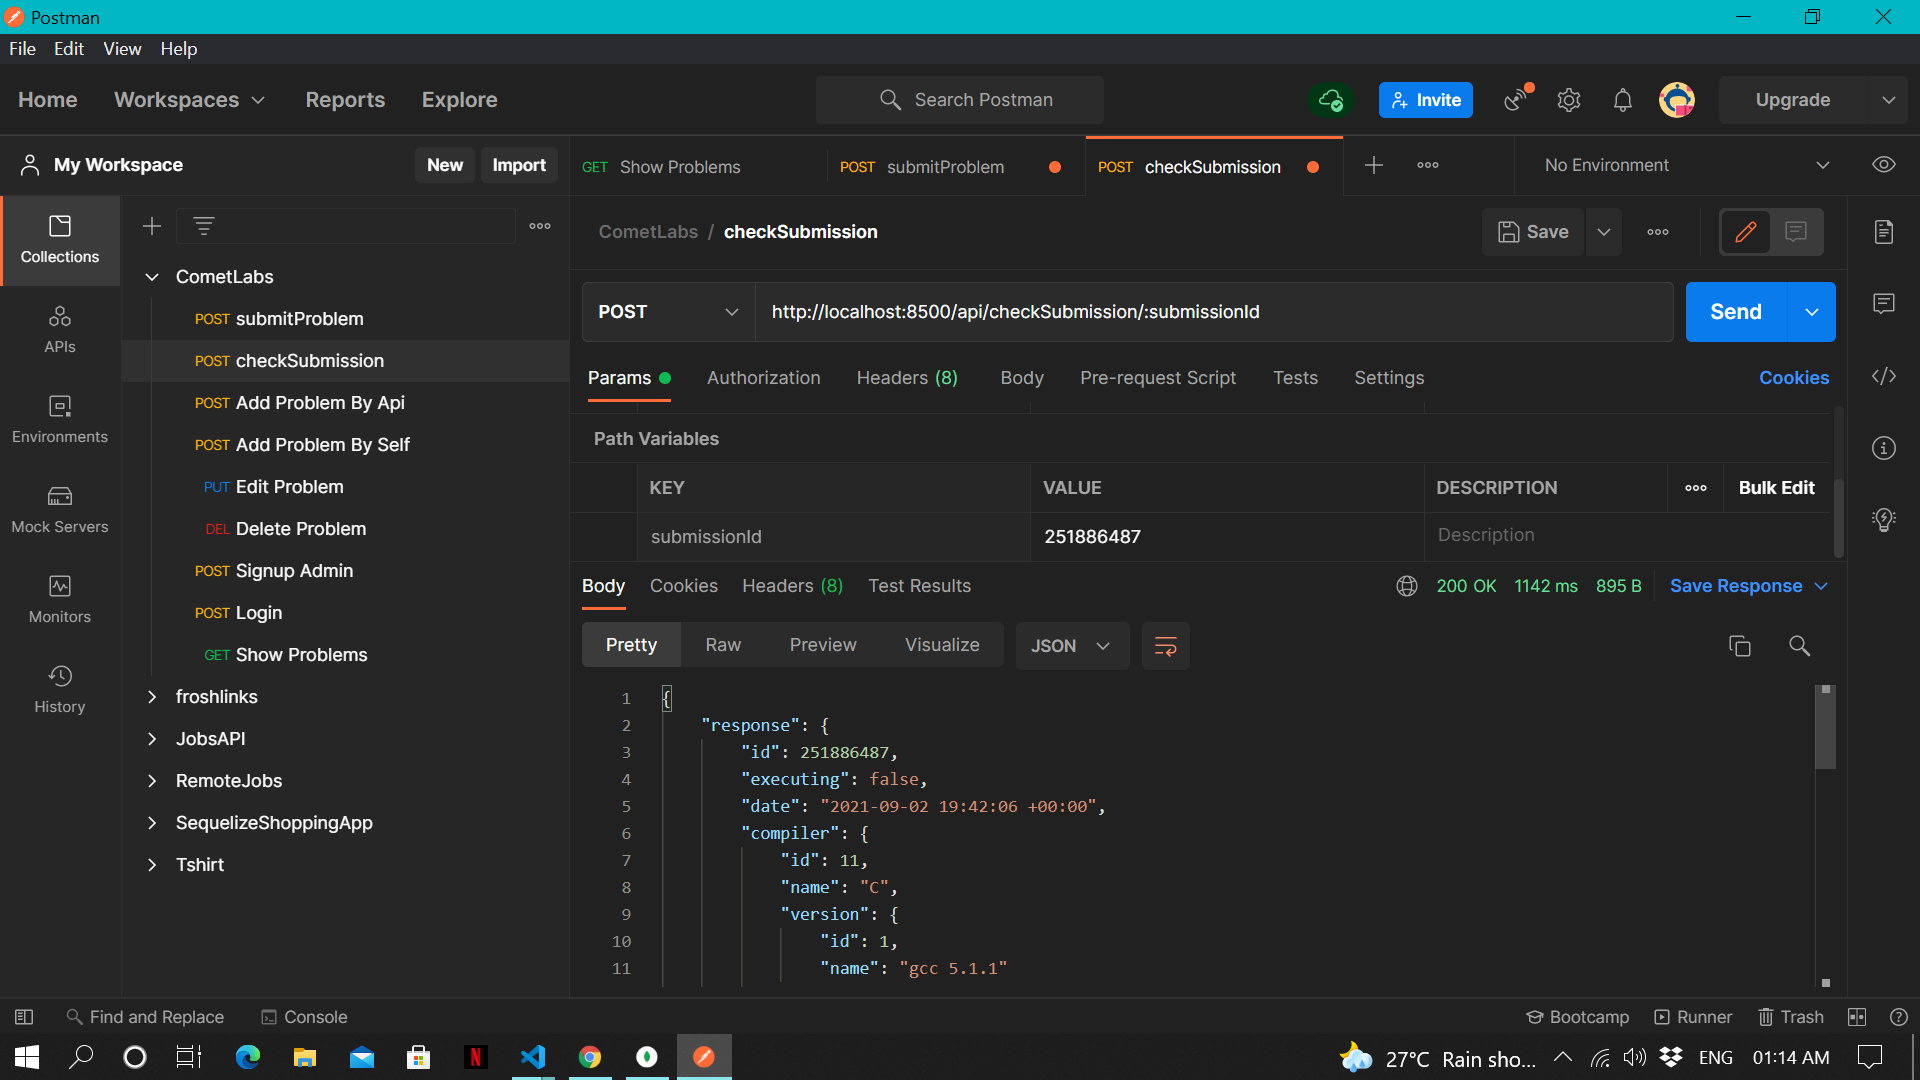 Postman
File Edit View Help
Home Workspaces Reports Explore Search Postman Invite Upgrade
My Workspace New Import GET Show Problems POST submitProblem POST checkSubmission No Environment
Collections
APIs
Environments
Mock Servers
Monitors
History
CometLabs
POST submitProblem
POST checkSubmission
POST Add Problem By Api
POST Add Problem By Self
PUT Edit Problem
DEL Delete Problem
POST Signup Admin
POST Login
GET Show Problems
froshlinks
JobsAPI
RemoteJobs
SequelizeShoppingApp
Tshirt
CometLabs / checkSubmission Save
POST http://localhost:8500/api/checkSubmission/:submissionId Send
Params Authorization Headers (8) Body Pre-request Script Tests Settings Cookies
Path Variables
KEY VALUE DESCRIPTION Bulk Edit
submissionId 251886487 Description
Body Cookies Headers (8) Test Results 200 OK 1142 ms 895 B Save Response
Pretty Raw Preview Visualize JSON
1 {
2 "response": {
3 "id": 251886487,
4 "executing": false,
5 "date": "2021-09-02 19:42:06 +00:00",
6 "compiler": {
7 "id": 11,
8 "name": "C",
9 "version": {
10 "id": 1,
11 "name": "gcc 5.1.1"
Find and Replace Console Bootcamp Runner Trash
N 27°C Rain sho... ENG 01:14 AM